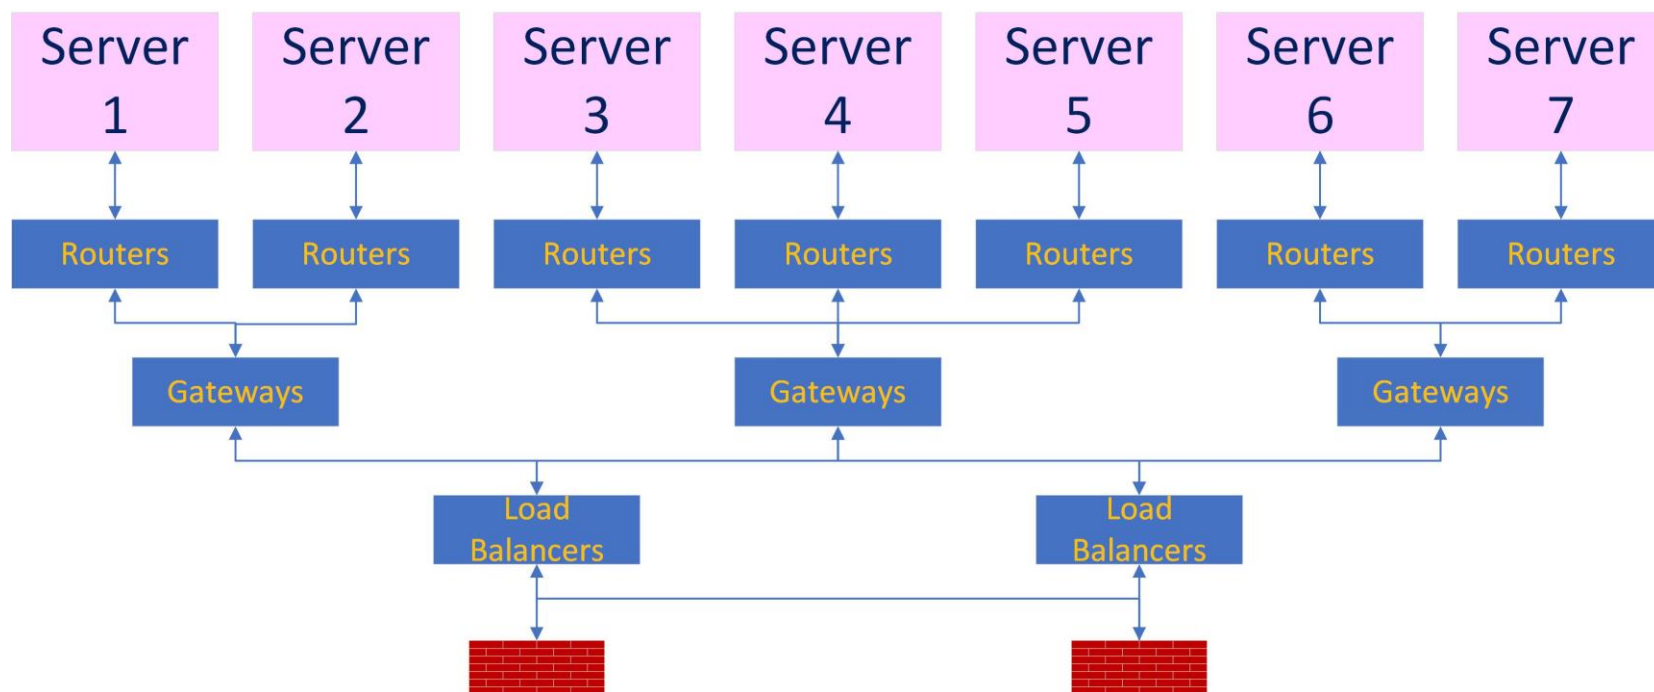 Server
1
Server
2
Server
3
Server
4
Server
5
Server
6
Server
7
Routers
Routers
Routers
Routers
Routers
Routers
Routers
Gateways
Gateways
Gateways
Load
Balancers
Load
Balancers